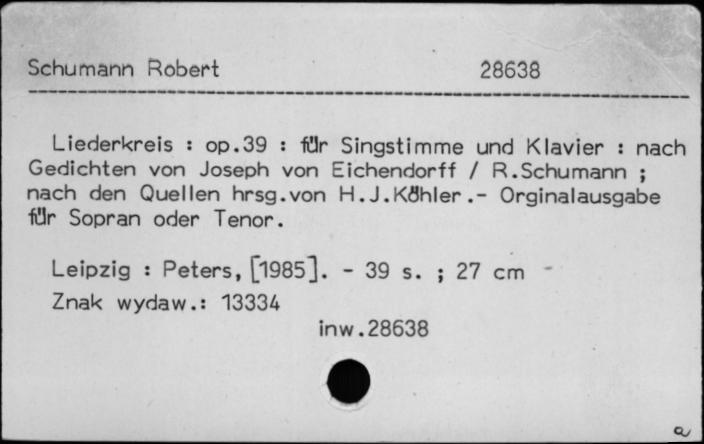 Schumann Robert 28638
Liederkreis : op.39 : für Singstimme und Klavier : nach
Gedichten von Joseph von Eichendorff / R.Schumann ;
nach den Quellen hrsg.von H.J.Köhler.- Orginalausgabe
für Sopran oder Tenor.
Leipzig : Peters, [1985]. - 39 s. ; 27 cm
Znak wydaw.: 13334
inw.28638
a